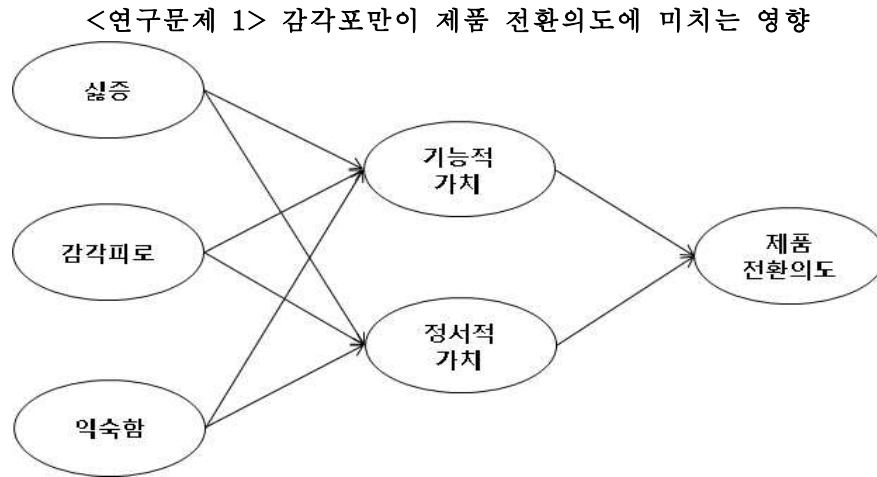 <연구문제 1> 감각포만이 제품 전환의도에 미치는 영향
싫증
기능적
가치
감각피로
제품
전환의도
정서적
가치
익숙함